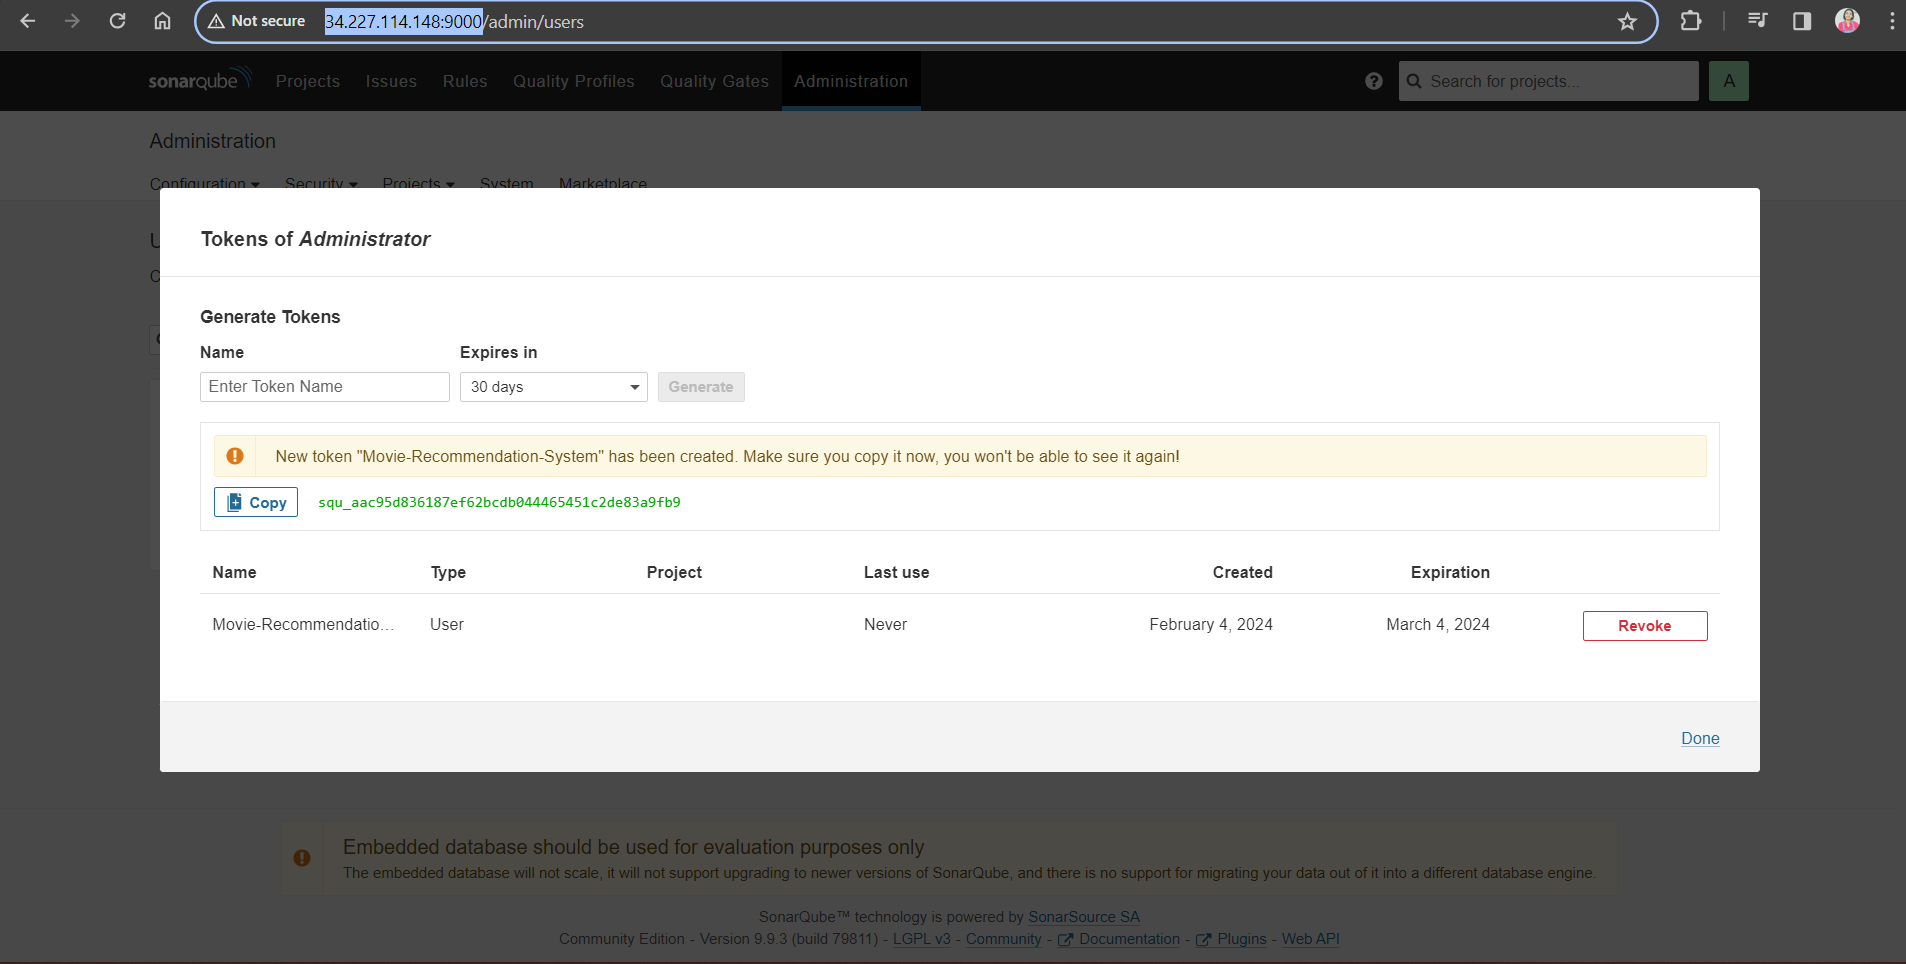 Not secure 34.227.114.148:9000/admin/users
sonarqube Projects Issues Rules Quality Profiles Quality Gates Administration Search for projects... A
Administration
Configuration Security Projects System Marketplace
Tokens of Administrator
Generate Tokens
Name Expires in
Enter Token Name 30 days Generate
New token "Movie-Recommendation-System" has been created. Make sure you copy it now, you won't be able to see it again!
Copy squ_aac95d836187ef62bcdb044465451c2de83a9fb9
Name Type Project Last use Created Expiration
Movie-Recommendatio... User Never February 4, 2024 March 4, 2024 Revoke
Done
Embedded database should be used for evaluation purposes only
The embedded database will not scale, it will not support upgrading to newer versions of SonarQube, and there is no support for migrating your data out of it into a different database engine.
SonarQube™ technology is powered by SonarSource SA
Community Edition - Version 9.9.3 (build 79811) - LGPL v3 - Community - Documentation - Plugins - Web API